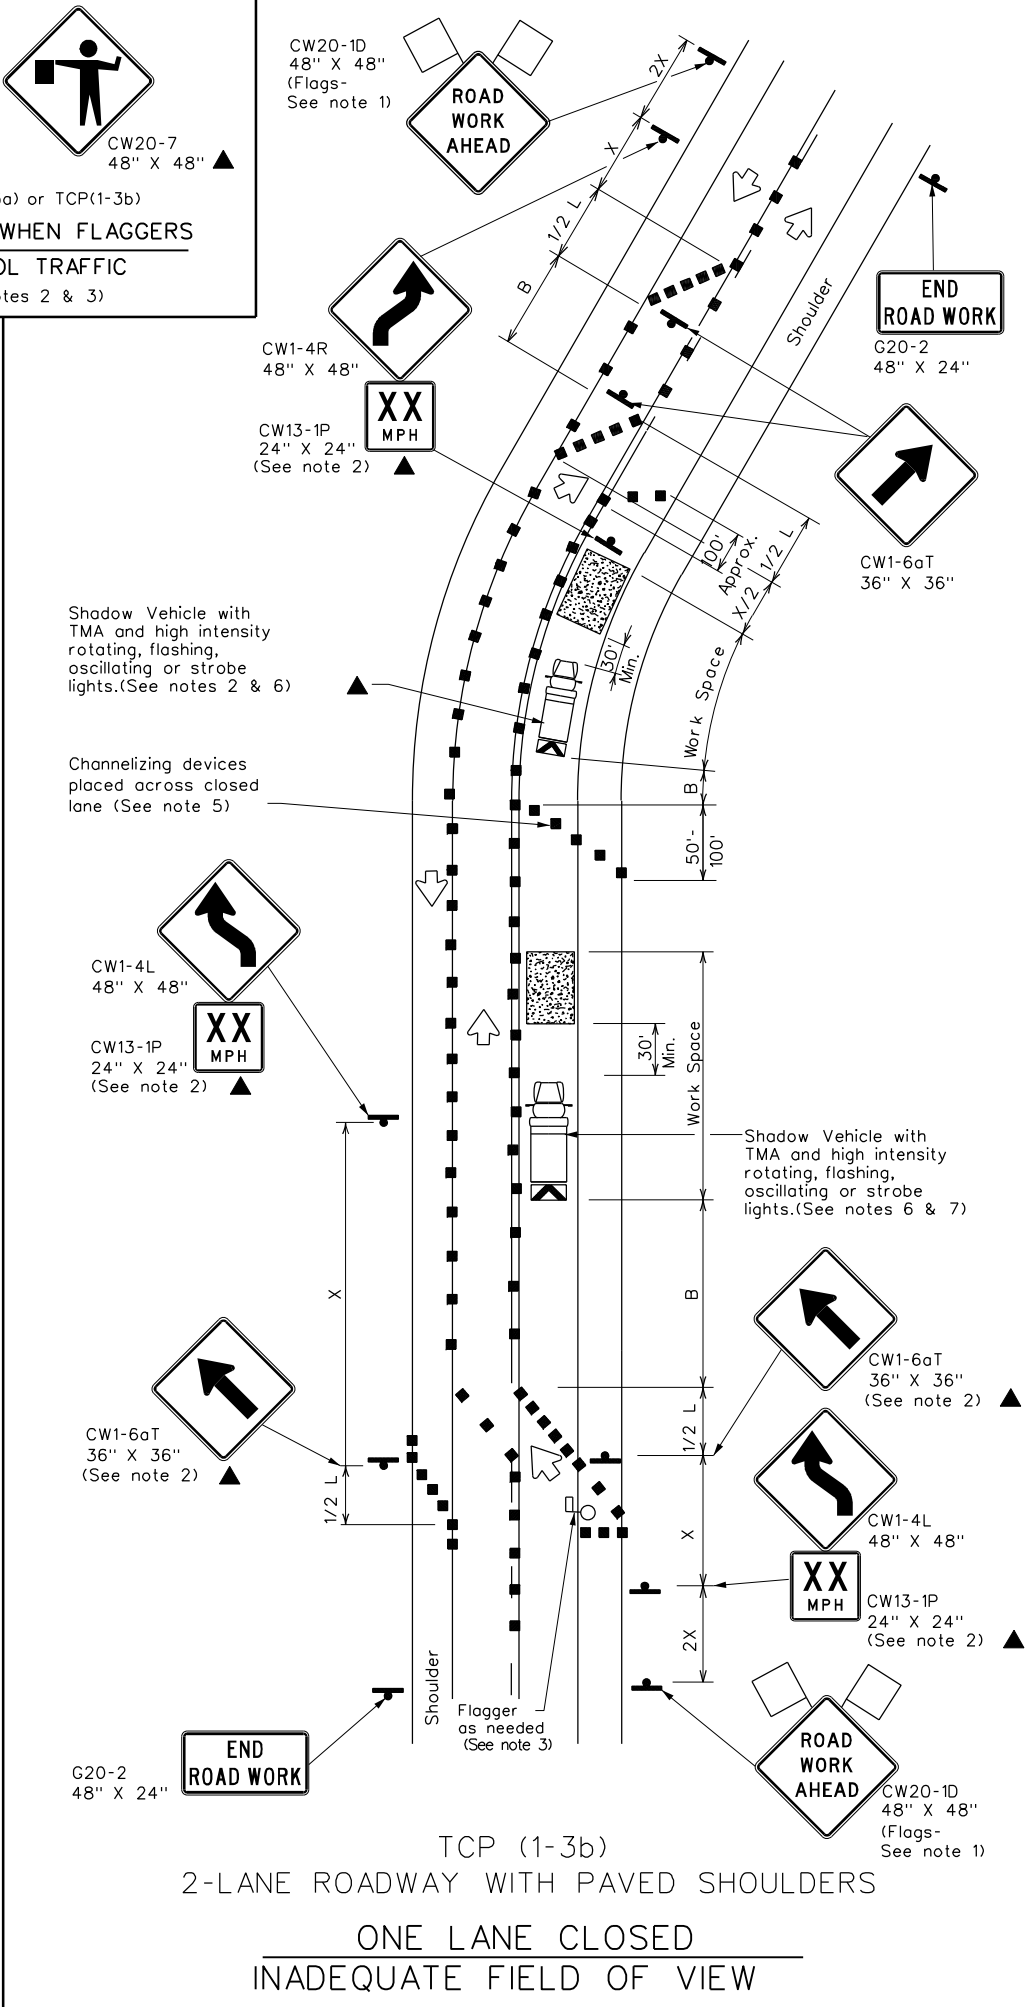 CW20-7
48" X 48"
a) or TCP(1-3b)
WHEN FLAGGERS
OL TRAFFIC
tes 2 & 3)
CW20-1D
48" X 48"
(Flags-
See note 1)
ROAD
WORK
AHEAD
2X
X
1/2 L
B
CW1-4R
48" X 48"
XX
MPH
CW13-1P
24" X 24"
(See note 2)
Shoulder
END
ROAD WORK
G20-2
48" X 24"
CW1-6aT
36" X 36"
100'
Approx.
1/2 L
X/2
30'
Min.
Work Space
B
50'-
100'
Shadow Vehicle with
TMA and high intensity
rotating, flashing,
oscillating or strobe
lights.(See notes 2 & 6)
Channelizing devices
placed across closed
lane (See note 5)
CW1-4L
48" X 48"
XX
MPH
CW13-1P
24" X 24"
(See note 2)
30'
Min.
Work Space
Shadow Vehicle with
TMA and high intensity
rotating, flashing,
oscillating or strobe
lights.(See notes 6 & 7)
X
B
CW1-6aT
36" X 36"
(See note 2)
CW1-6aT
36" X 36"
(See note 2)
1/2 L
1/2 L
X
CW1-4L
48" X 48"
XX
MPH
CW13-1P
24" X 24"
(See note 2)
2X
Shoulder
Flagger
as needed
(See note 3)
END
ROAD WORK
G20-2
48" X 24"
ROAD
WORK
AHEAD
CW20-1D
48" X 48"
(Flags-
See note 1)
TCP (1-3b)
2-LANE ROADWAY WITH PAVED SHOULDERS
ONE LANE CLOSED
INADEQUATE FIELD OF VIEW